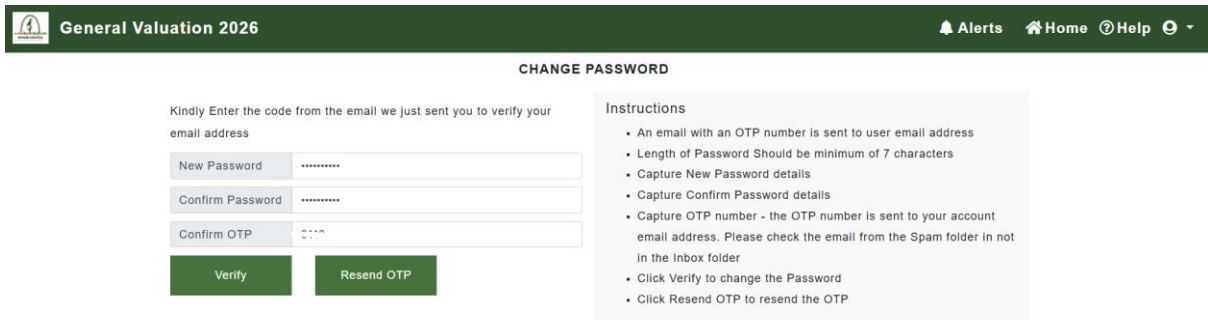 General Valuation 2026
Alerts
Home
Help
CHANGE PASSWORD
Kindly Enter the code from the email we just sent you to verify your
email address
New Password
Confirm Password
Confirm OTP
Verify
Resend OTP
Instructions
• An email with an OTP number is sent to user email address
• Length of Password Should be minimum of 7 characters
• Capture New Password details
• Capture Confirm Password details
• Capture OTP number - the OTP number is sent to your account
email address. Please check the email from the Spam folder in not
in the Inbox folder
• Click Verify to change the Password
• Click Resend OTP to resend the OTP